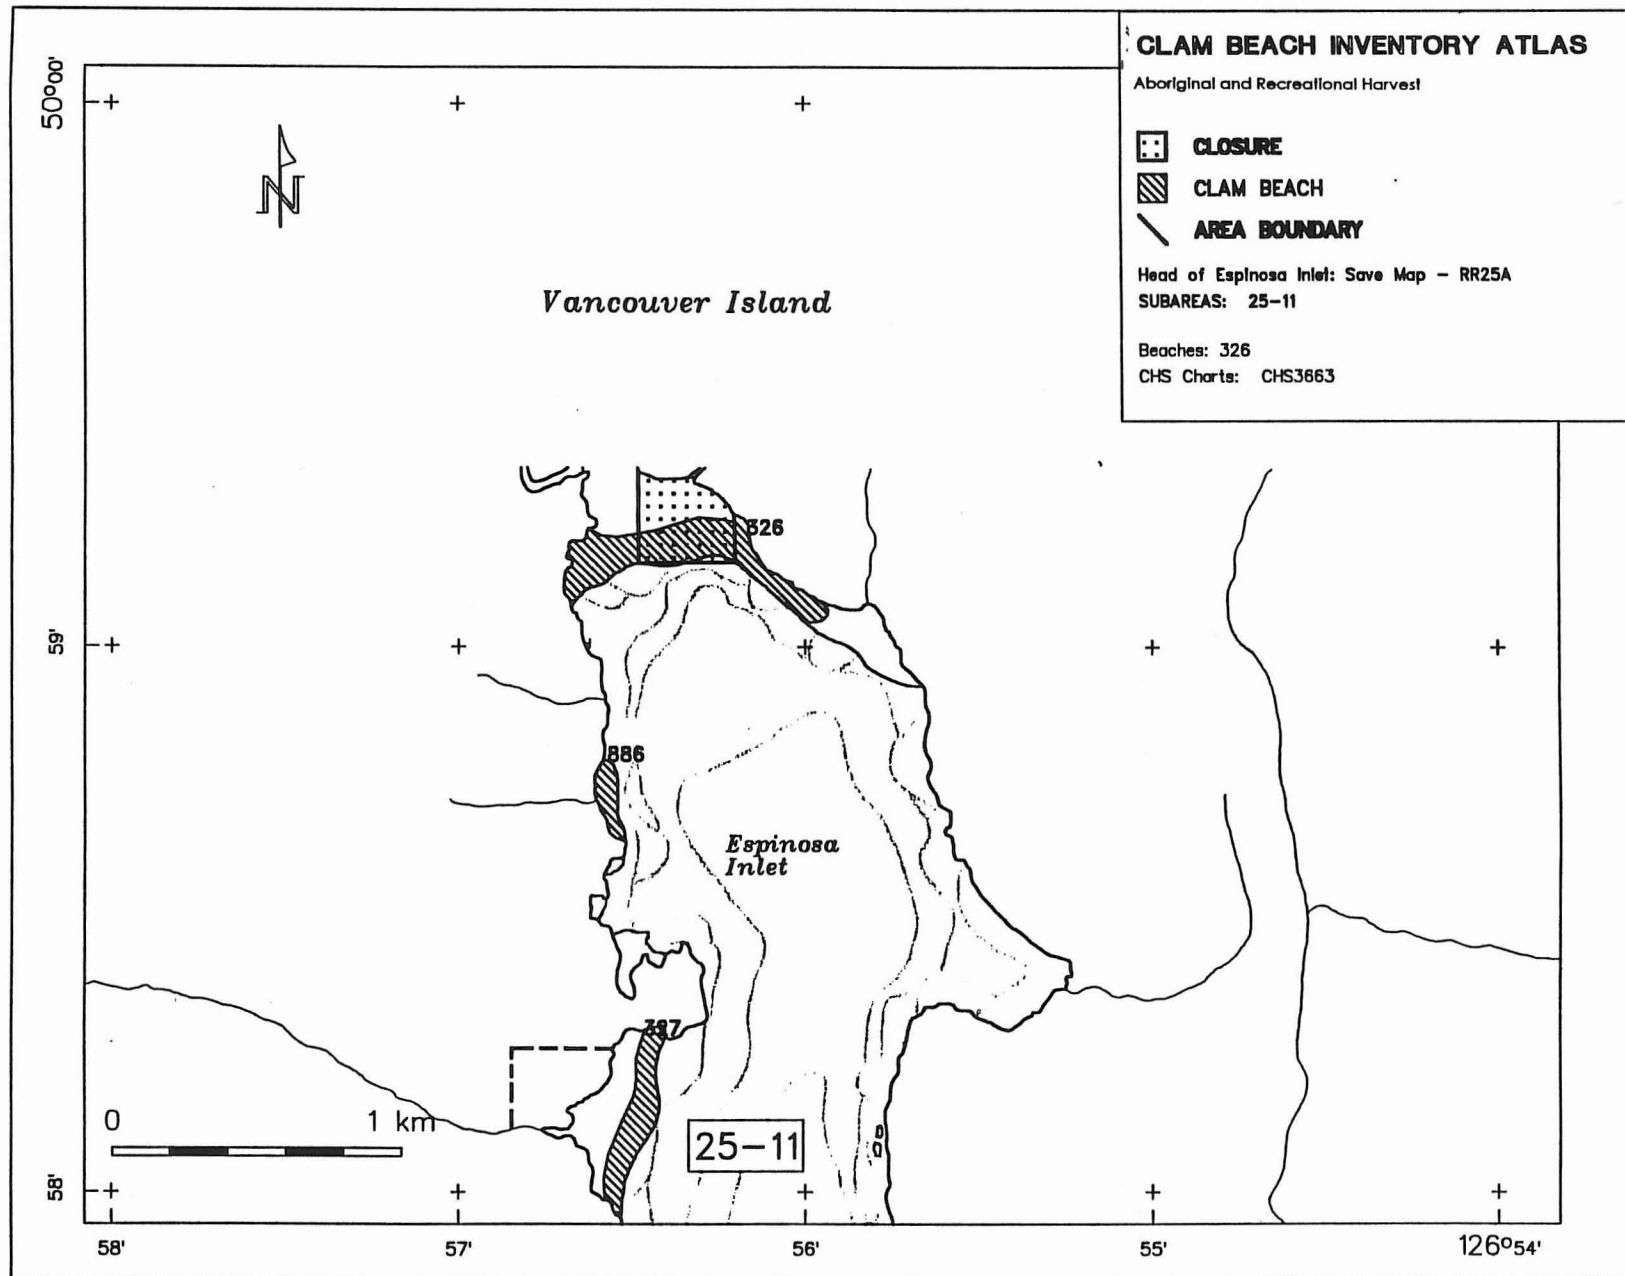 CLAM BEACH INVENTORY ATLAS
Aboriginal and Recreational Harvest
CLOSURE
CLAM BEACH
AREA BOUNDARY
Head of Espinosa Inlet: Save Map - RR25A
SUBAREAS: 25-11
Beaches: 326
CHS Charts: CHS3663
50°00'
N
Vancouver Island
326
59'
886
Espinosa
Inlet
0
1 km
25-11
58'
58'
57'
56'
55'
126°54'